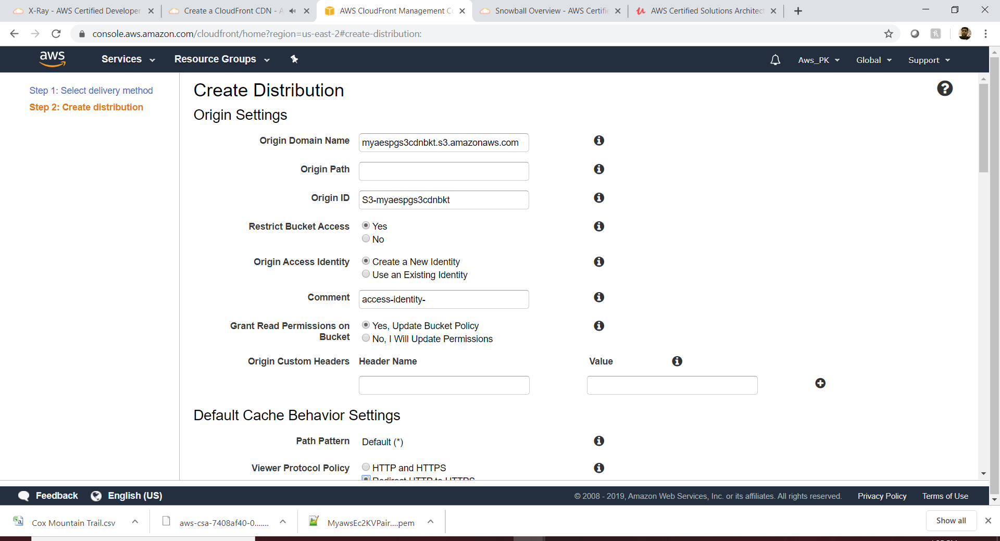 X-Ray - AWS Certified Developer
Create a CloudFront CDN - A
AWS CloudFront Management Co
Snowball Overview - AWS Certifie
AWS Certified Solutions Architect
console.aws.amazon.com/cloudfront/home?region=us-east-2#create-distribution:
aws
Services
Resource Groups
Aws_PK
Global
Support
Step 1: Select delivery method
Step 2: Create distribution
Create Distribution
Origin Settings
Origin Domain Name
myaespgs3cdnbkt.s3.amazonaws.com
Origin Path
Origin ID
S3-myaespgs3cdnbkt
Restrict Bucket Access
Yes
No
Origin Access Identity
Create a New Identity
Use an Existing Identity
Comment
access-identity-
Grant Read Permissions on
Bucket
Yes, Update Bucket Policy
No, I Will Update Permissions
Origin Custom Headers
Header Name
Value
Default Cache Behavior Settings
Path Pattern
Default (*)
Viewer Protocol Policy
HTTP and HTTPS
Redirect HTTP to HTTPS
Feedback
English (US)
© 2008 - 2019, Amazon Web Services, Inc. or its affiliates. All rights reserved.
Privacy Policy
Terms of Use
Cox Mountain Trail.csv
aws-csa-7408af40-0.......
MyawsEc2KVPair....pem
Show all